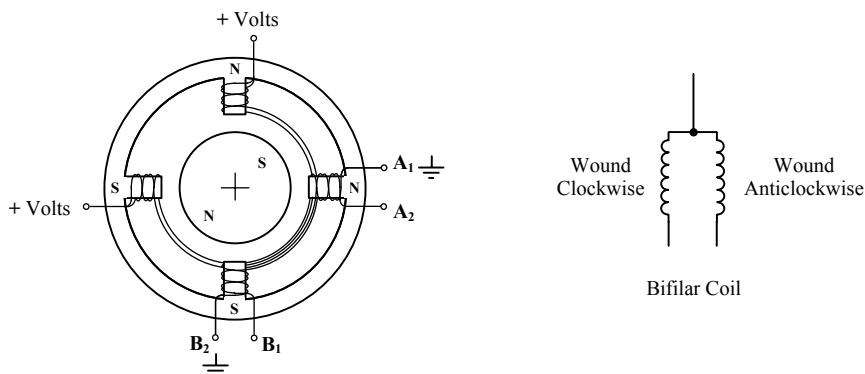 + Volts
N
S
A₁
S
N
A₂
+ Volts
N
S
B₂
B₁
Wound
Clockwise
Wound
Anticlockwise
Bifilar Coil